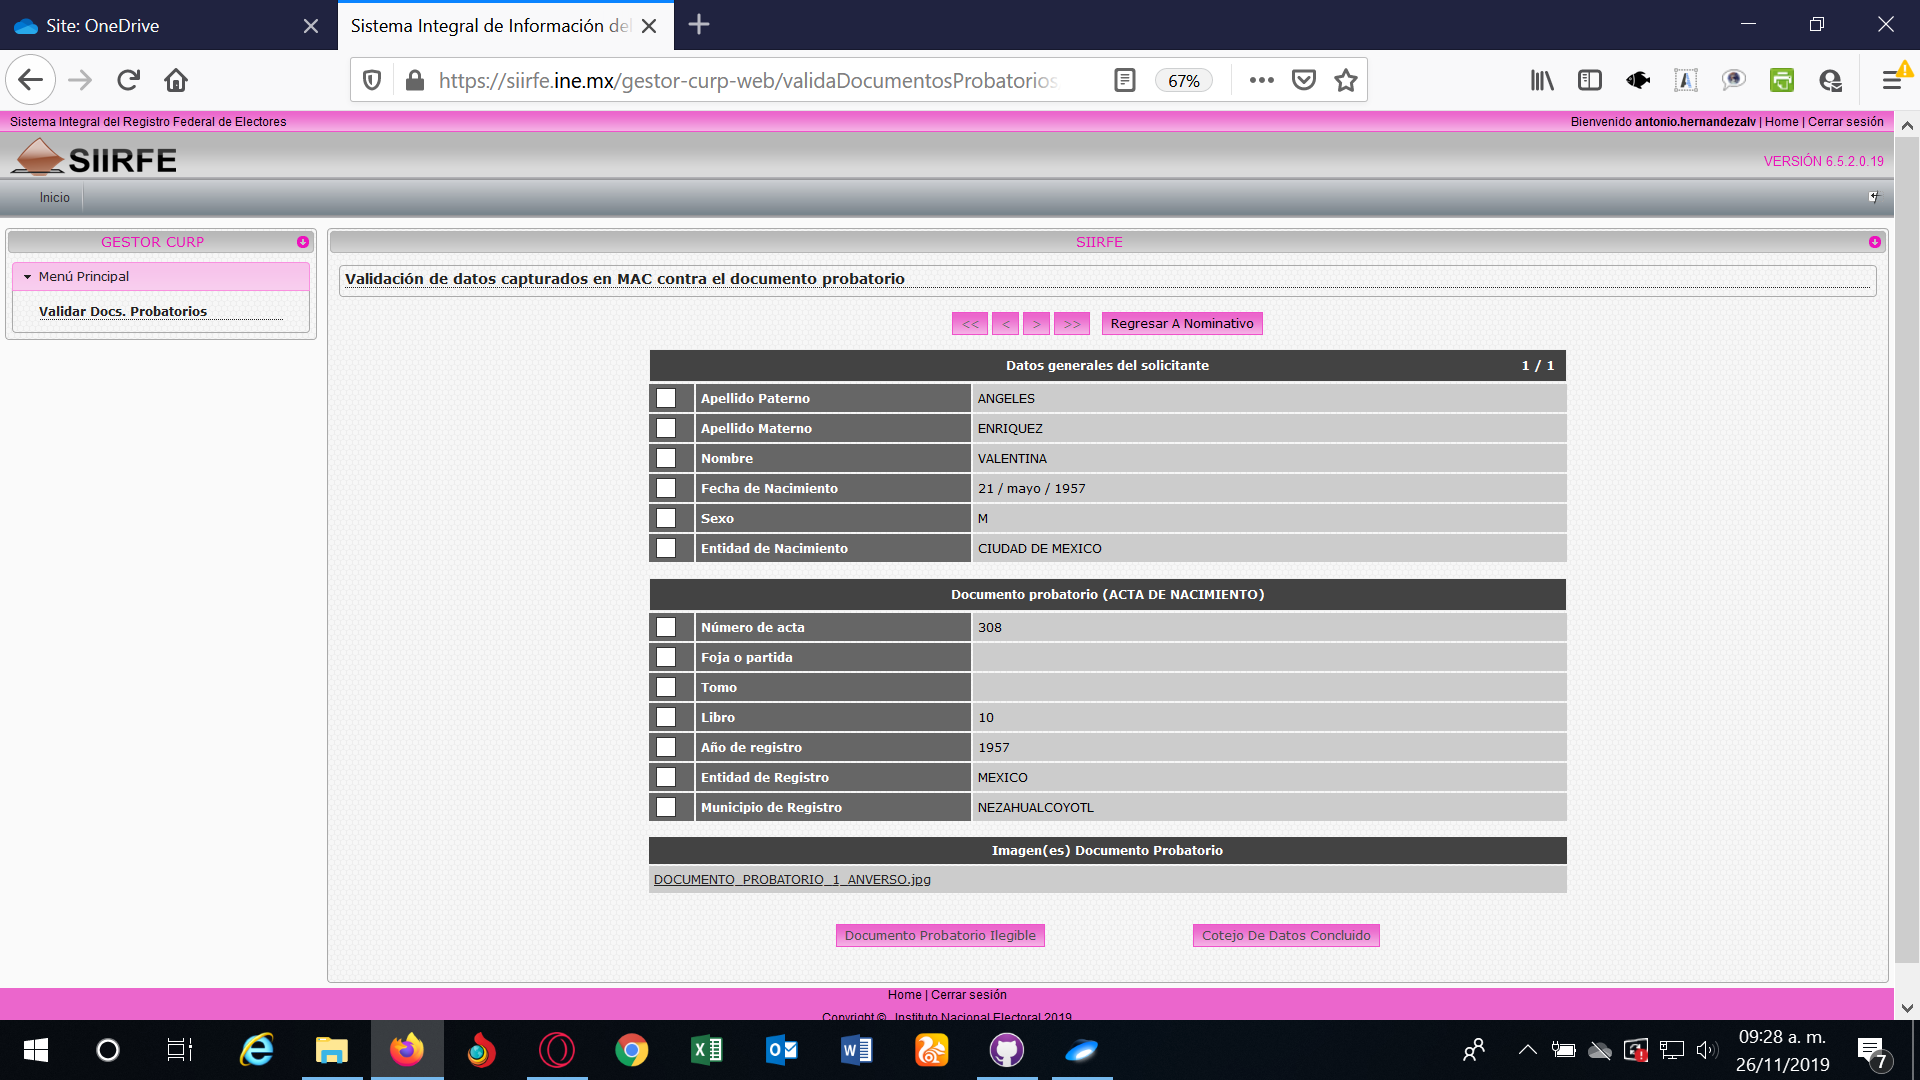 Site: OneDrive
Sistema Integral de Información del
https://siirfe.ine.mx/gestor-curp-web/validaDocumentosProbatorios
67%
Sistema Integral del Registro Federal de Electores
Bienvenido antonio.hernandezalv | Home | Cerrar sesión
SIIRFE
VERSIÓN 6.5.2.0.19
Inicio
GESTOR CURP
Menú Principal
Validar Docs. Probatorios
SIIRFE
Validación de datos capturados en MAC contra el documento probatorio
<< < > >> Regresar A Nominativo
Datos generales del solicitante 1 / 1
Apellido Paterno ANGELES
Apellido Materno ENRIQUEZ
Nombre VALENTINA
Fecha de Nacimiento 21 / mayo / 1957
Sexo M
Entidad de Nacimiento CIUDAD DE MEXICO
Documento probatorio (ACTA DE NACIMIENTO)
Número de acta 308
Foja o partida
Tomo
Libro 10
Año de registro 1957
Entidad de Registro MEXICO
Municipio de Registro NEZAHUALCOYOTL
Imagen(es) Documento Probatorio
DOCUMENTO_PROBATORIO_1_ANVERSO.jpg
Documento Probatorio Ilegible Cotejo De Datos Concluido
Home | Cerrar sesión
Copyright © Instituto Nacional Electoral 2019
09:28 a. m.
26/11/2019
7